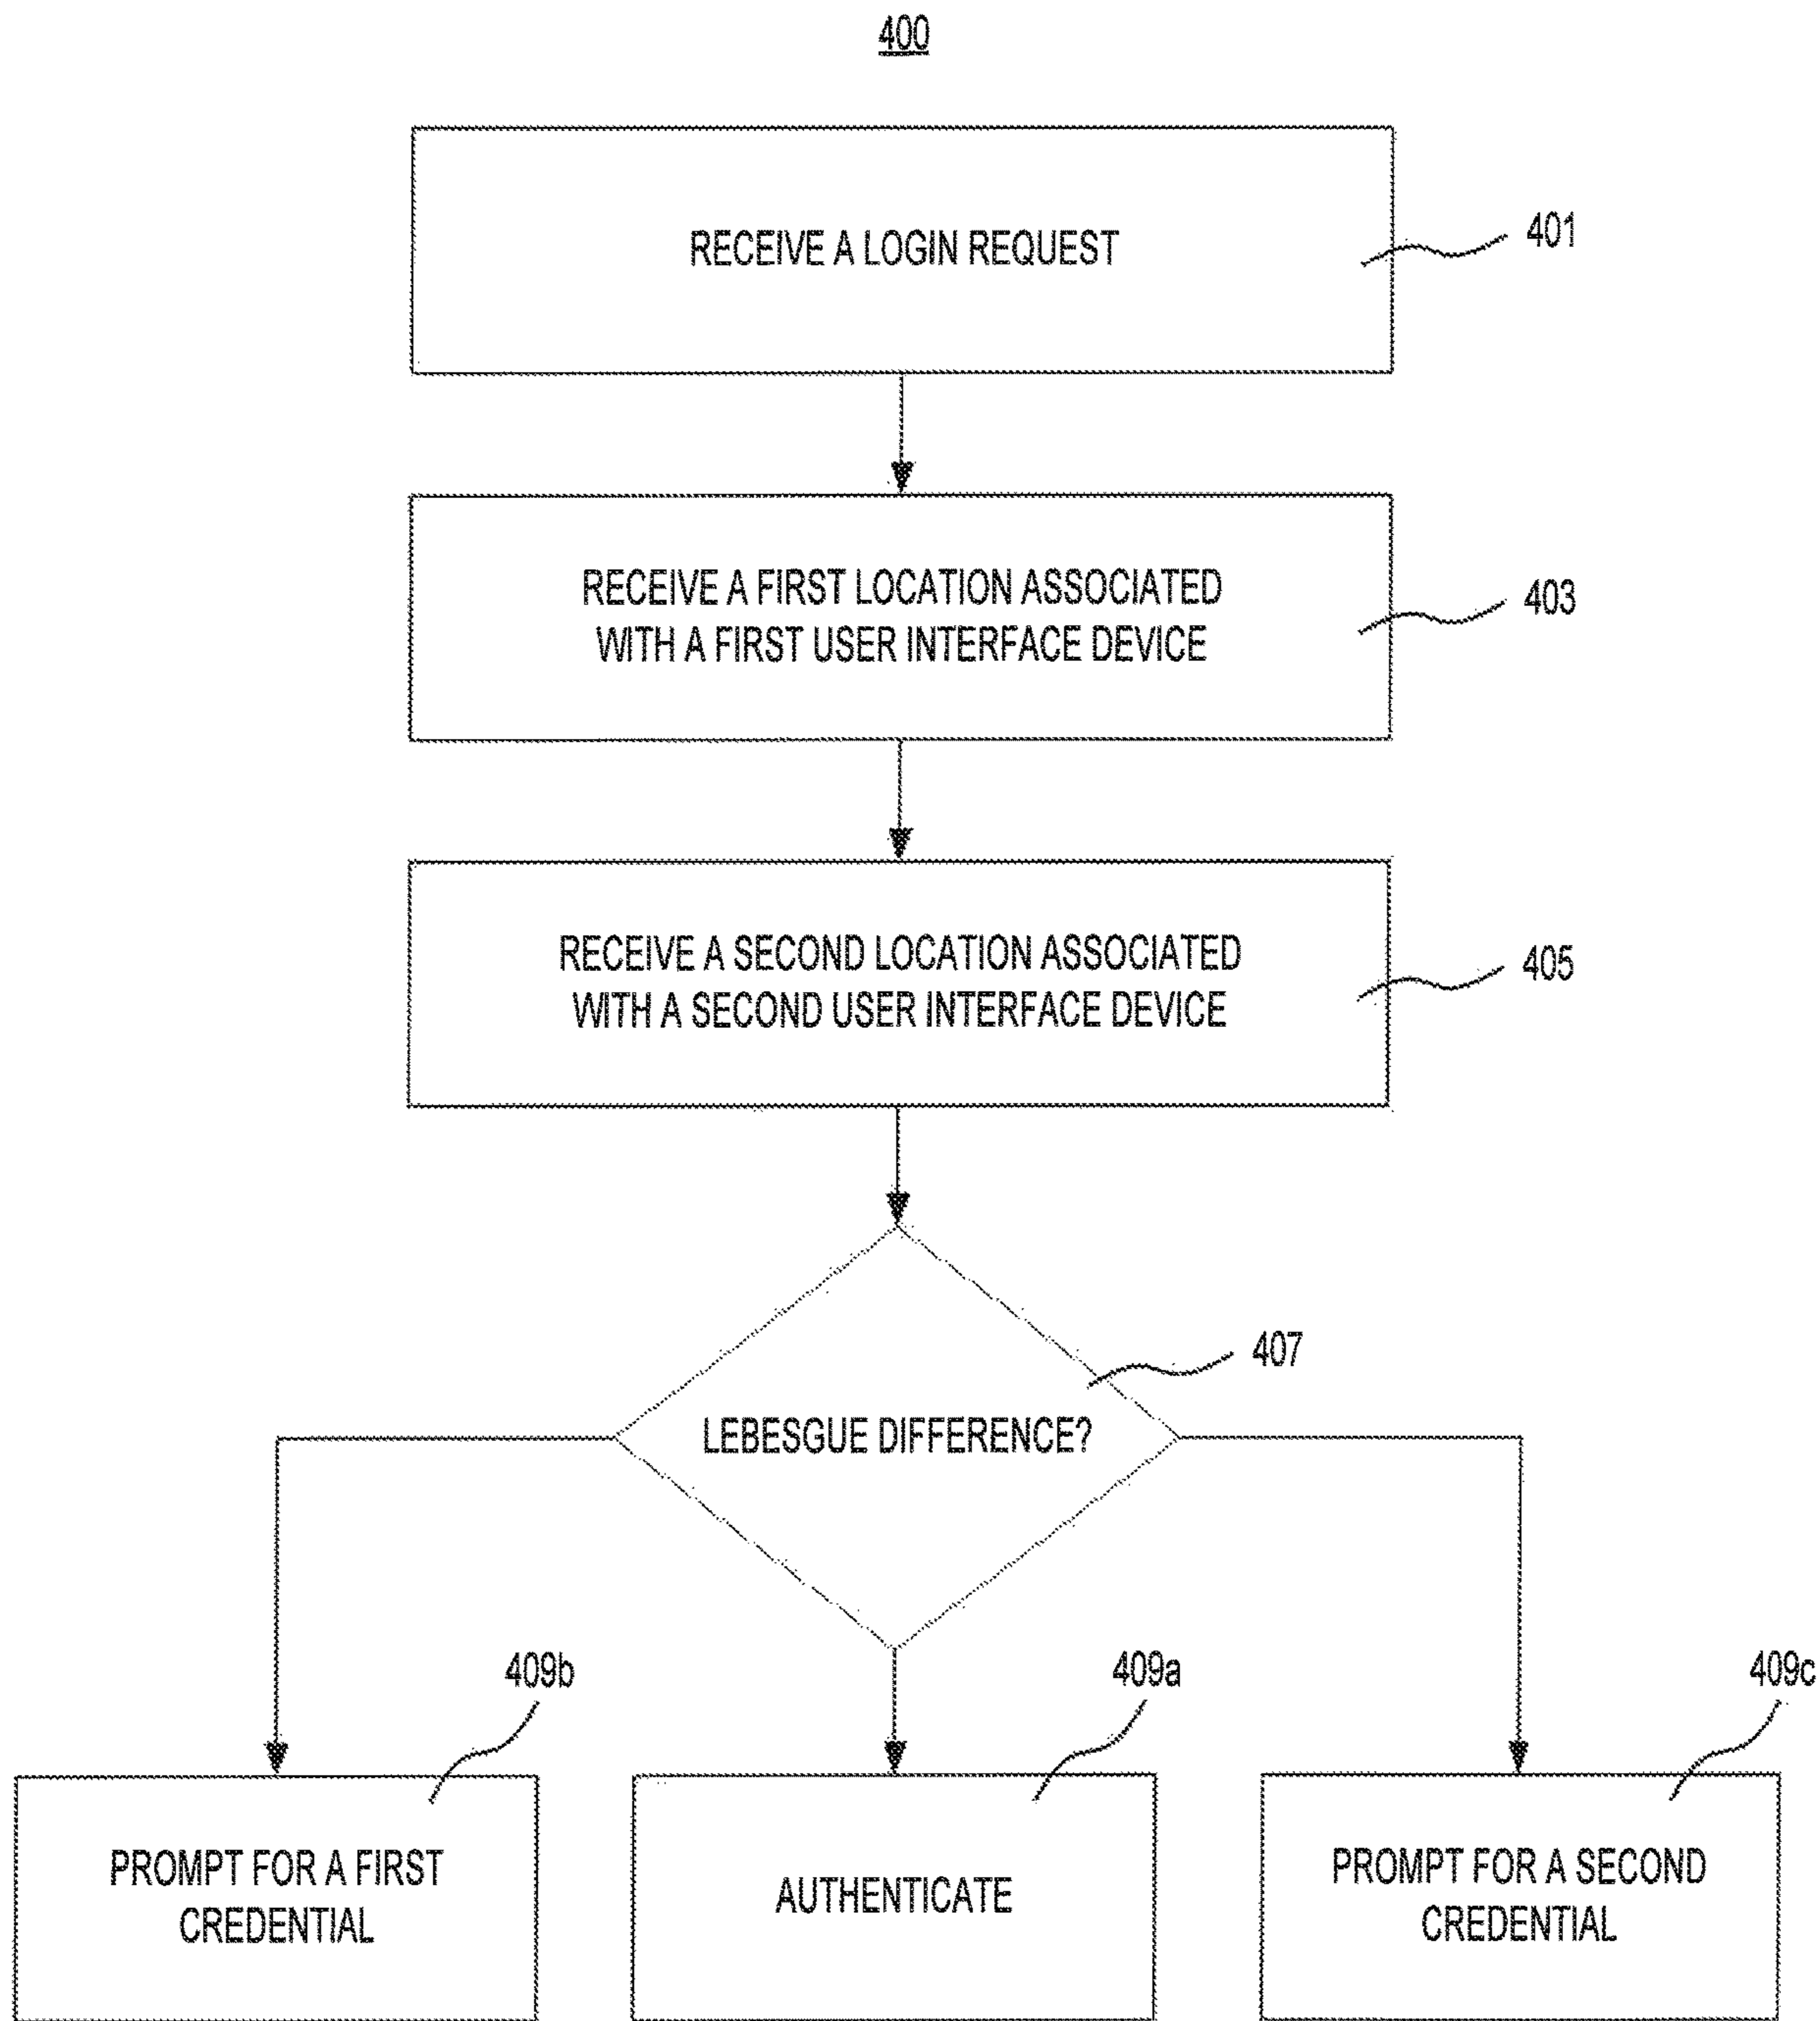 400
RECEIVE A LOGIN REQUEST
401
RECEIVE A FIRST LOCATION ASSOCIATED
WITH A FIRST USER INTERFACE DEVICE
403
RECEIVE A SECOND LOCATION ASSOCIATED
WITH A SECOND USER INTERFACE DEVICE
405
407
LEBESGUE DIFFERENCE?
409b
409a
409c
PROMPT FOR A FIRST
CREDENTIAL
AUTHENTICATE
PROMPT FOR A SECOND
CREDENTIAL